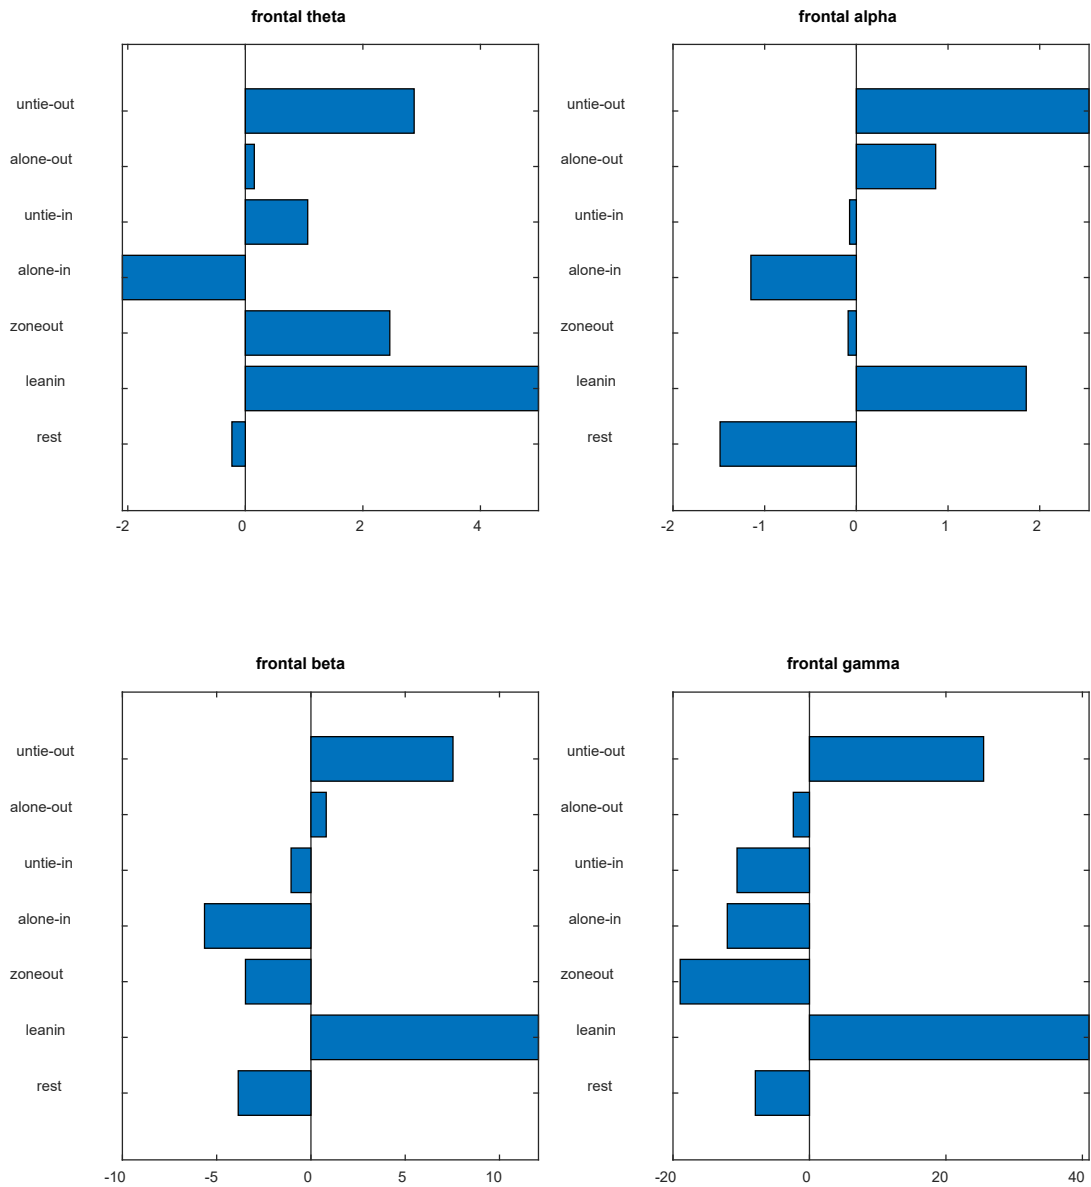 frontal theta
untie-out
alone-out
untie-in
alone-in
zoneout
leanin
rest
-2 0 2 4
frontal alpha
untie-out
alone-out
untie-in
alone-in
zoneout
leanin
rest
-2 -1 0 1 2
frontal beta
untie-out
alone-out
untie-in
alone-in
zoneout
leanin
rest
-10 -5 0 5 10
frontal gamma
untie-out
alone-out
untie-in
alone-in
zoneout
leanin
rest
-20 0 20 40